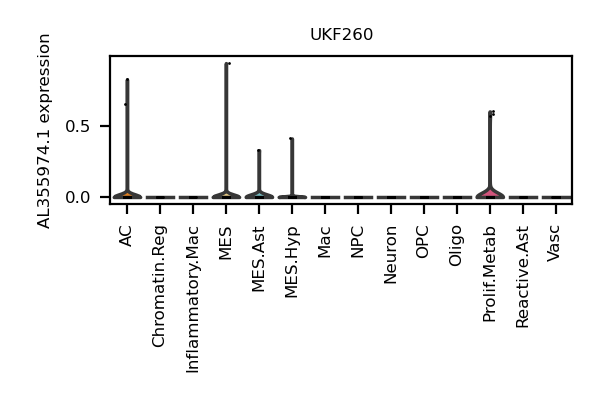 UKF260
AL355974.1 expression
0.5
0.0
AC
Chromatin.Reg
Inflammatory.Mac
MES
MES.Ast
MES.Hyp
Mac
NPC
Neuron
OPC
Oligo
Prolif.Metab
Reactive.Ast
Vasc